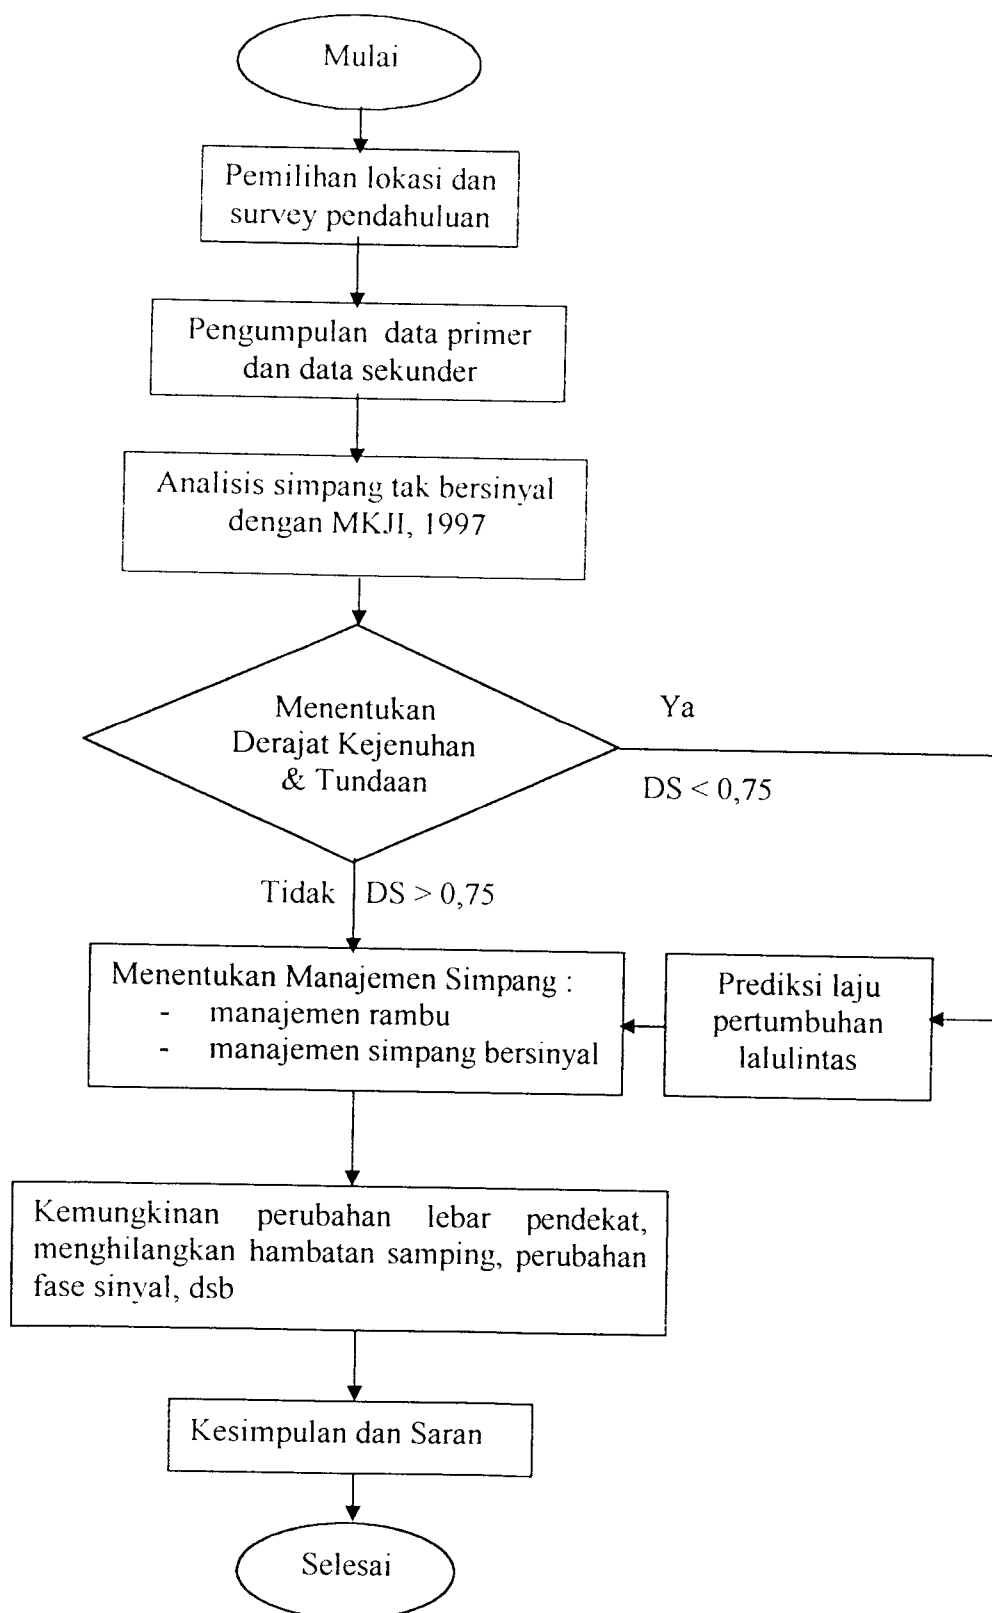 Mulai
Pemilihan lokasi dan
survey pendahuluan
Pengumpulan data primer
dan data sekunder
Analisis simpang tak bersinyal
dengan MKJI, 1997
Menentukan
Derajat Kejenuhan
& Tundaan
Ya
DS < 0,75
Tidak
DS > 0,75
Menentukan Manajemen Simpang :
- manajemen rambu
- manajemen simpang bersinyal
Prediksi laju
pertumbuhan
lalulintas
Kemungkinan perubahan lebar pendekat,
menghilangkan hambatan samping, perubahan
fase sinyal, dsb
Kesimpulan dan Saran
Selesai